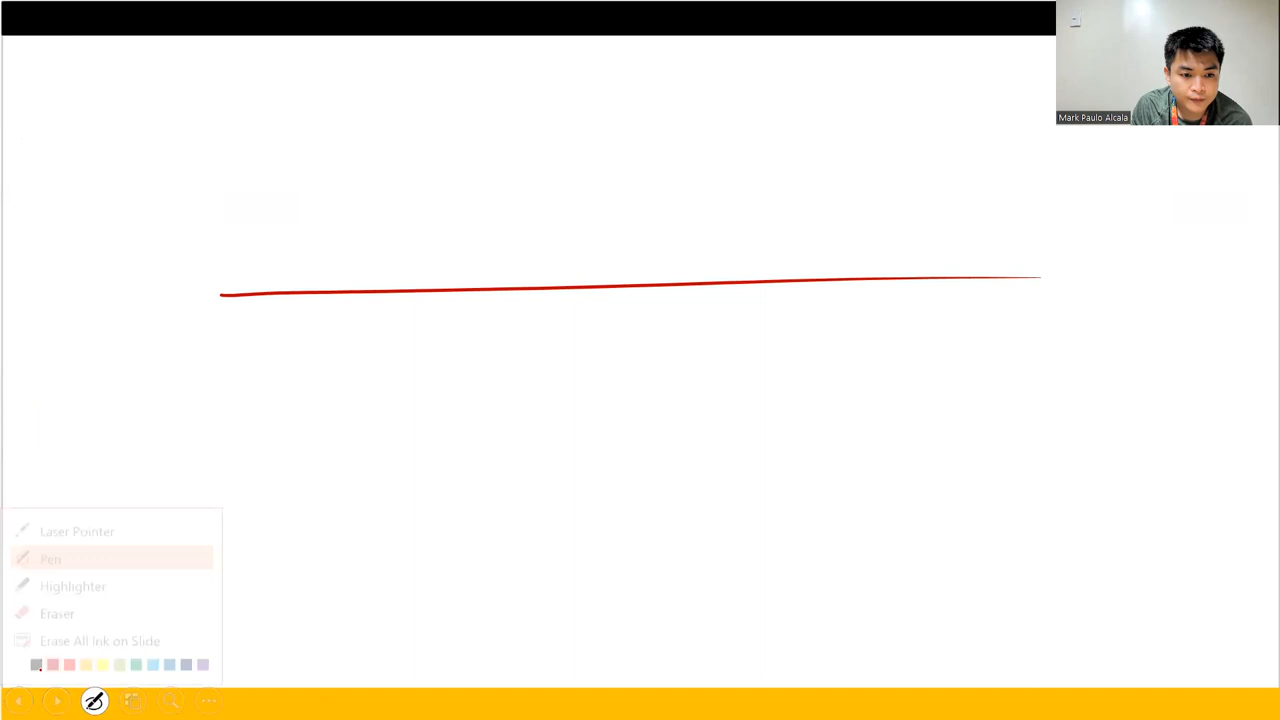 Mark Paulo Alcala
Laser Pointer
Pen
Highlighter
Eraser
Erase All Ink on Slide